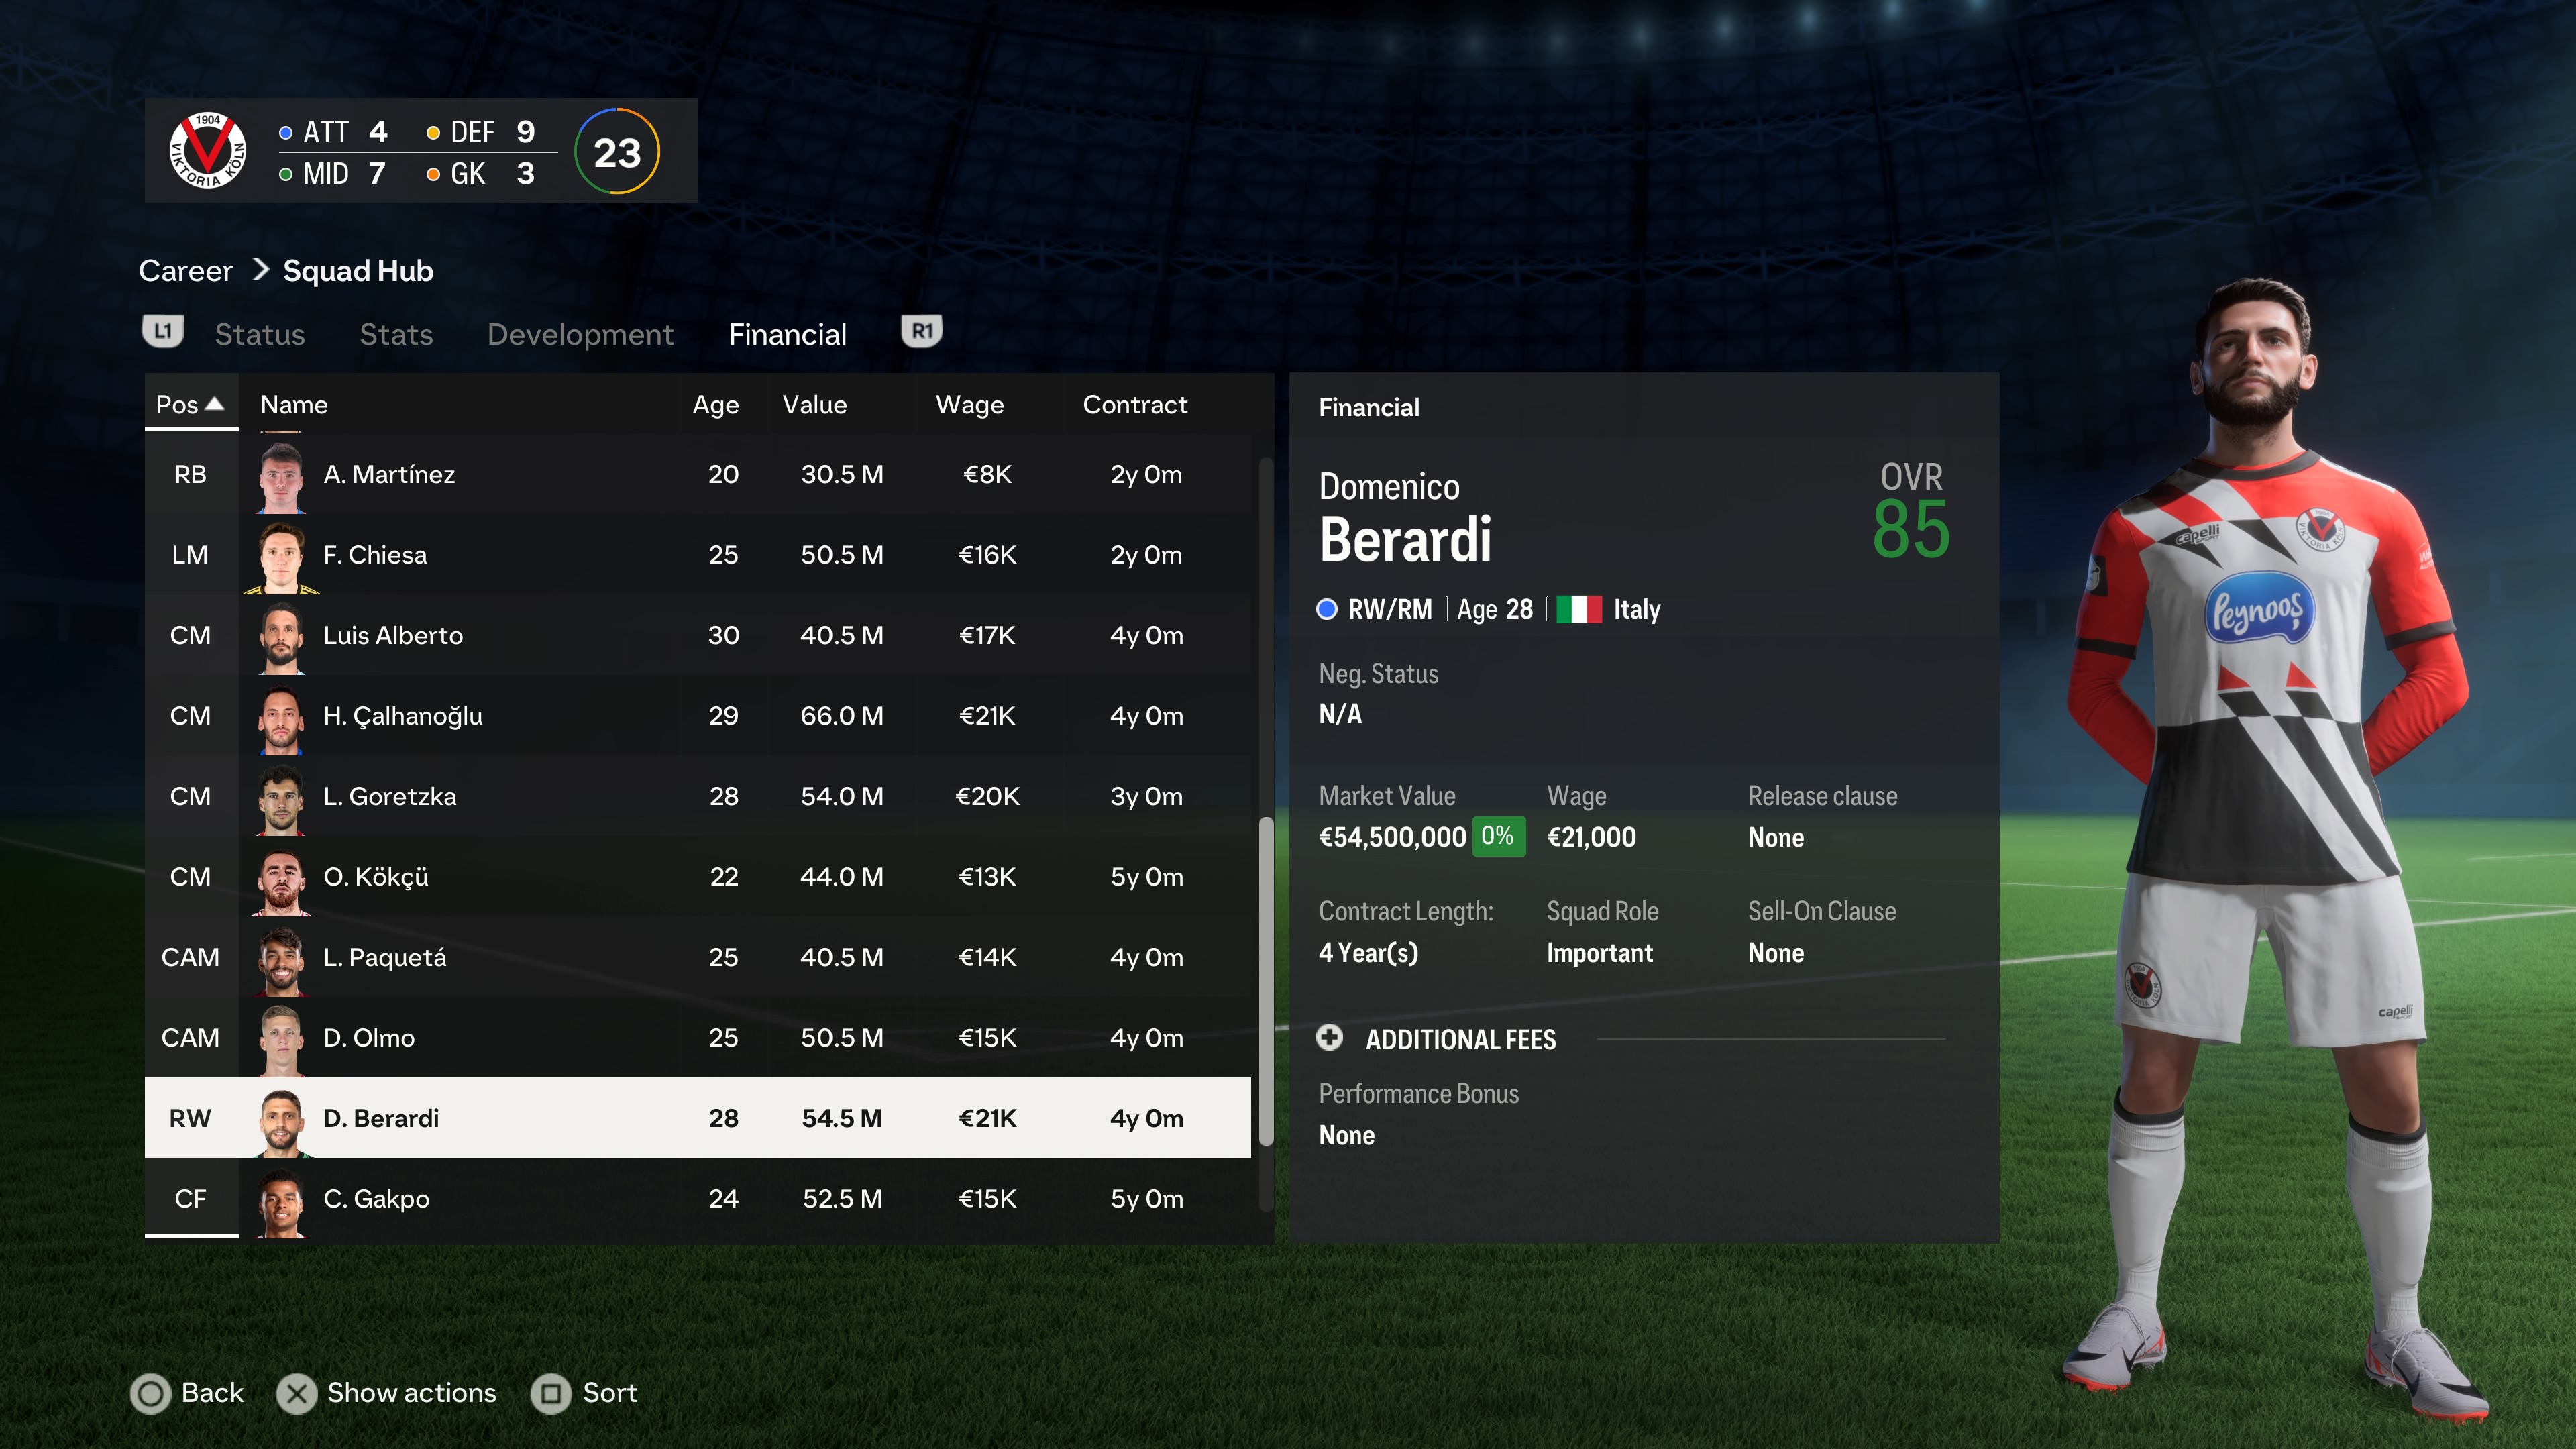 1904
VIKTORIA KÖLN
ATT 4 DEF 9
MID 7 GK 3
23
Career > Squad Hub
L1 Status Stats Development Financial R1
Pos Name Age Value Wage Contract
RB A. Martínez 20 30.5 M €8K 2y 0m
LM F. Chiesa 25 50.5 M €16K 2y 0m
CM Luis Alberto 30 40.5 M €17K 4y 0m
CM H. Çalhanoğlu 29 66.0 M €21K 4y 0m
CM L. Goretzka 28 54.0 M €20K 3y 0m
CM O. Kökçü 22 44.0 M €13K 5y 0m
CAM L. Paquetá 25 40.5 M €14K 4y 0m
CAM D. Olmo 25 50.5 M €15K 4y 0m
RW D. Berardi 28 54.5 M €21K 4y 0m
CF C. Gakpo 24 52.5 M €15K 5y 0m
Financial
Domenico
Berardi
OVR
85
RW/RM | Age 28 | Italy
Neg. Status
N/A
Market Value Wage Release clause
€54,500,000 0% €21,000 None
Contract Length: Squad Role Sell-On Clause
4 Year(s) Important None
ADDITIONAL FEES
Performance Bonus
None
capelli
SPORT
Peynooş
capelli
Back Show actions Sort